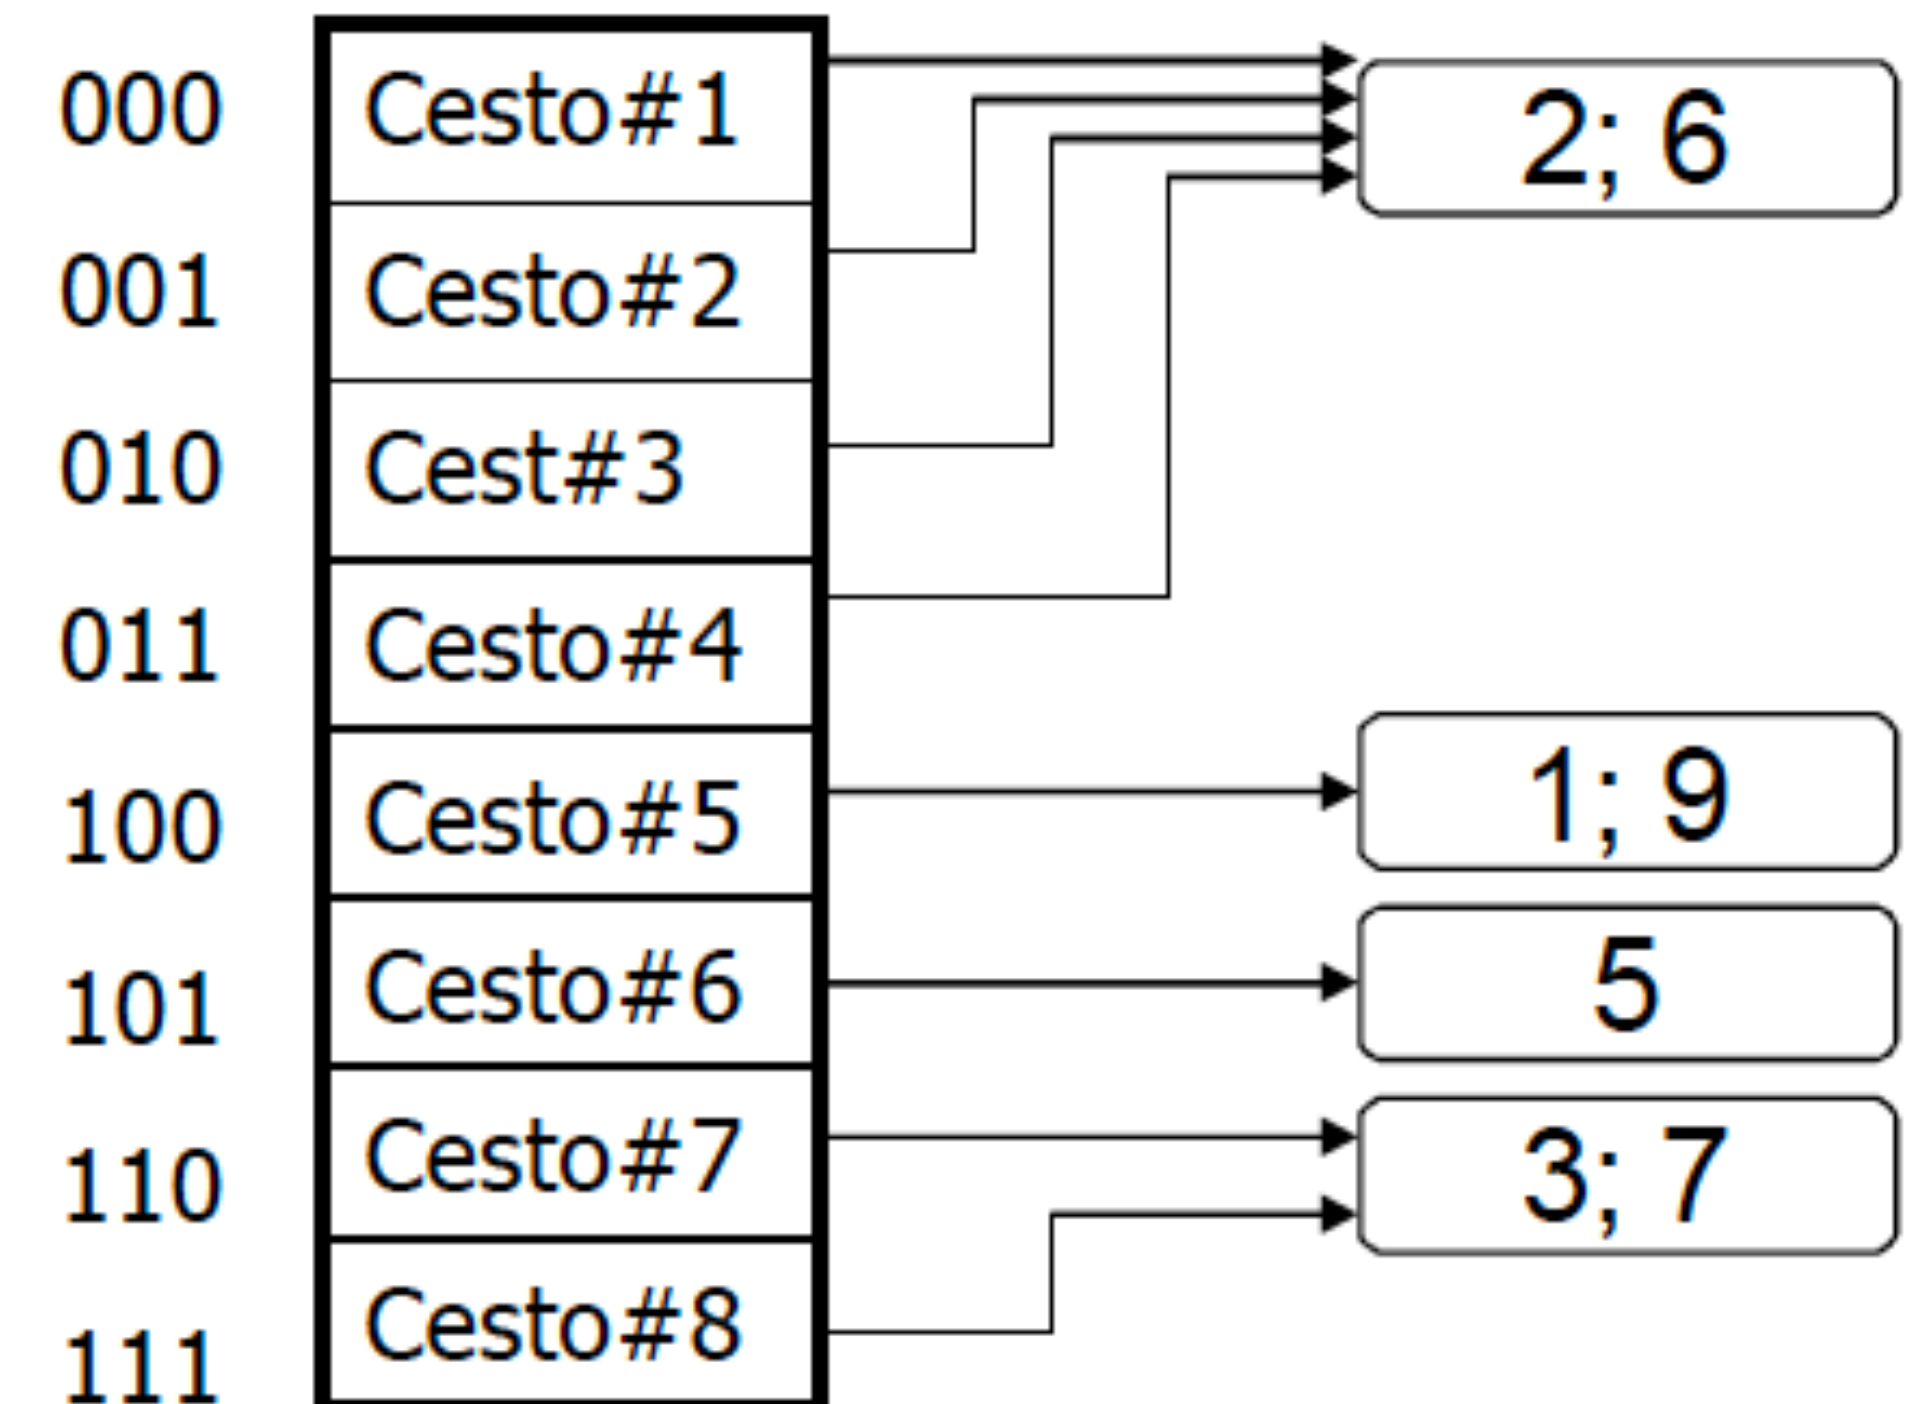 000 Cesto#1 2; 6
001 Cesto#2
010 Cest#3
011 Cesto#4
100 Cesto#5 1; 9
101 Cesto#6 5
110 Cesto#7 3; 7
111 Cesto#8